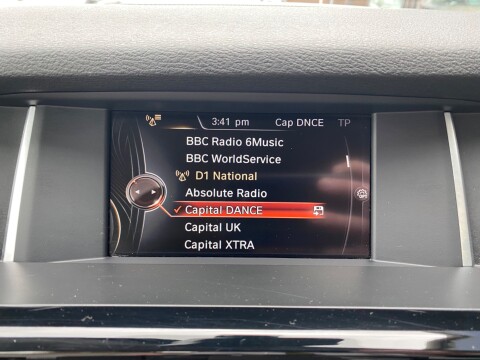 3:41 pm Cap DNCE TP
BBC Radio 6Music
BBC WorldService
D1 National
Absolute Radio
Capital DANCE
Capital UK
Capital XTRA